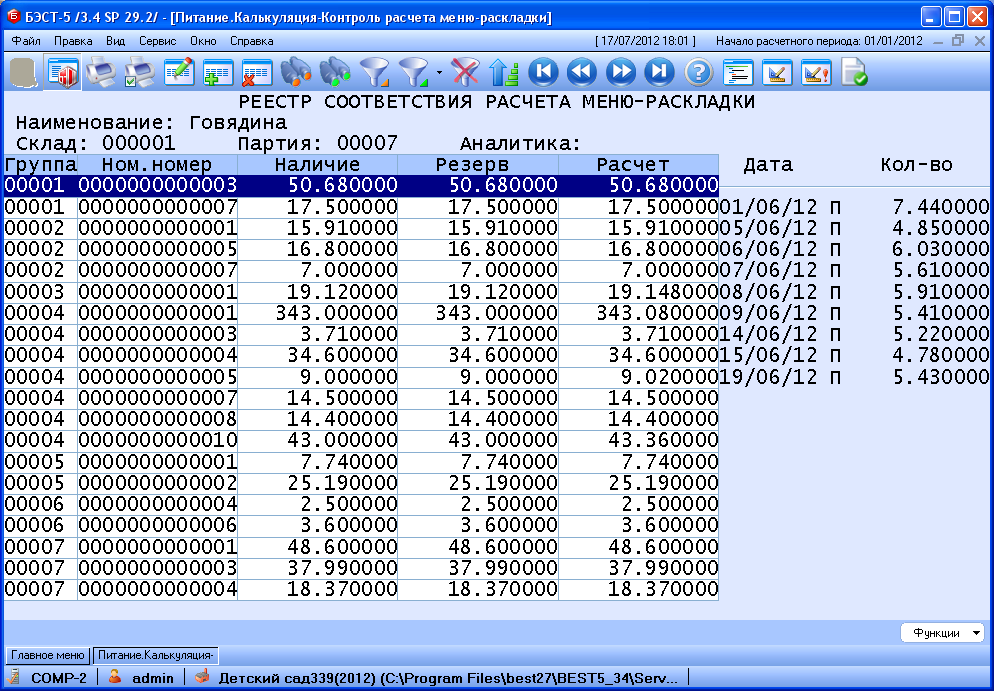 БЭСТ-5 /3.4 SP 29.2/ - [Питание.Калькуляция-Контроль расчета меню-раскладки]
Файл Правка Вид Сервис Окно Справка [ 17/07/2012 18:01 ] Начало расчетного периода: 01/01/2012
РЕЕСТР СООТВЕТСТВИЯ РАСЧЕТА МЕНЮ-РАСКЛАДКИ
Наименование: Говядина
Склад: 000001 Партия: 00007 Аналитика:
Группа Ном.номер Наличие Резерв Расчет Дата Кол-во
00001 0000000000003 50.680000 50.680000 50.680000
00001 0000000000007 17.500000 17.500000 17.500000 01/06/12 П 7.440000
00002 0000000000001 15.910000 15.910000 15.910000 05/06/12 П 4.850000
00002 0000000000005 16.800000 16.800000 16.800000 06/06/12 П 6.030000
00002 0000000000007 7.000000 7.000000 7.000000 07/06/12 П 5.610000
00003 0000000000001 19.120000 19.120000 19.148000 08/06/12 П 5.910000
00004 0000000000001 343.000000 343.000000 343.080000 09/06/12 П 5.410000
00004 0000000000003 3.710000 3.710000 3.710000 14/06/12 П 5.220000
00004 0000000000004 34.600000 34.600000 34.600000 15/06/12 П 4.780000
00004 0000000000005 9.000000 9.000000 9.020000 19/06/12 П 5.430000
00004 0000000000007 14.500000 14.500000 14.500000
00004 0000000000008 14.400000 14.400000 14.400000
00004 0000000000010 43.000000 43.000000 43.360000
00005 0000000000001 7.740000 7.740000 7.740000
00005 0000000000002 25.190000 25.190000 25.190000
00006 0000000000004 2.500000 2.500000 2.500000
00006 0000000000006 3.600000 3.600000 3.600000
00007 0000000000001 48.600000 48.600000 48.600000
00007 0000000000003 37.990000 37.990000 37.990000
00007 0000000000004 18.370000 18.370000 18.370000
Функции
Главное меню Питание.Калькуляция-
COMP-2 admin Детский сад339(2012) (C:\Program Files\best27\BEST5_34\Serv...